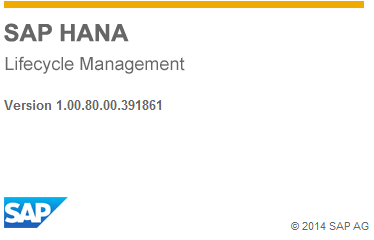 SAP HANA
Lifecycle Management
Version 1.00.80.00.391861
SAP
© 2014 SAP AG